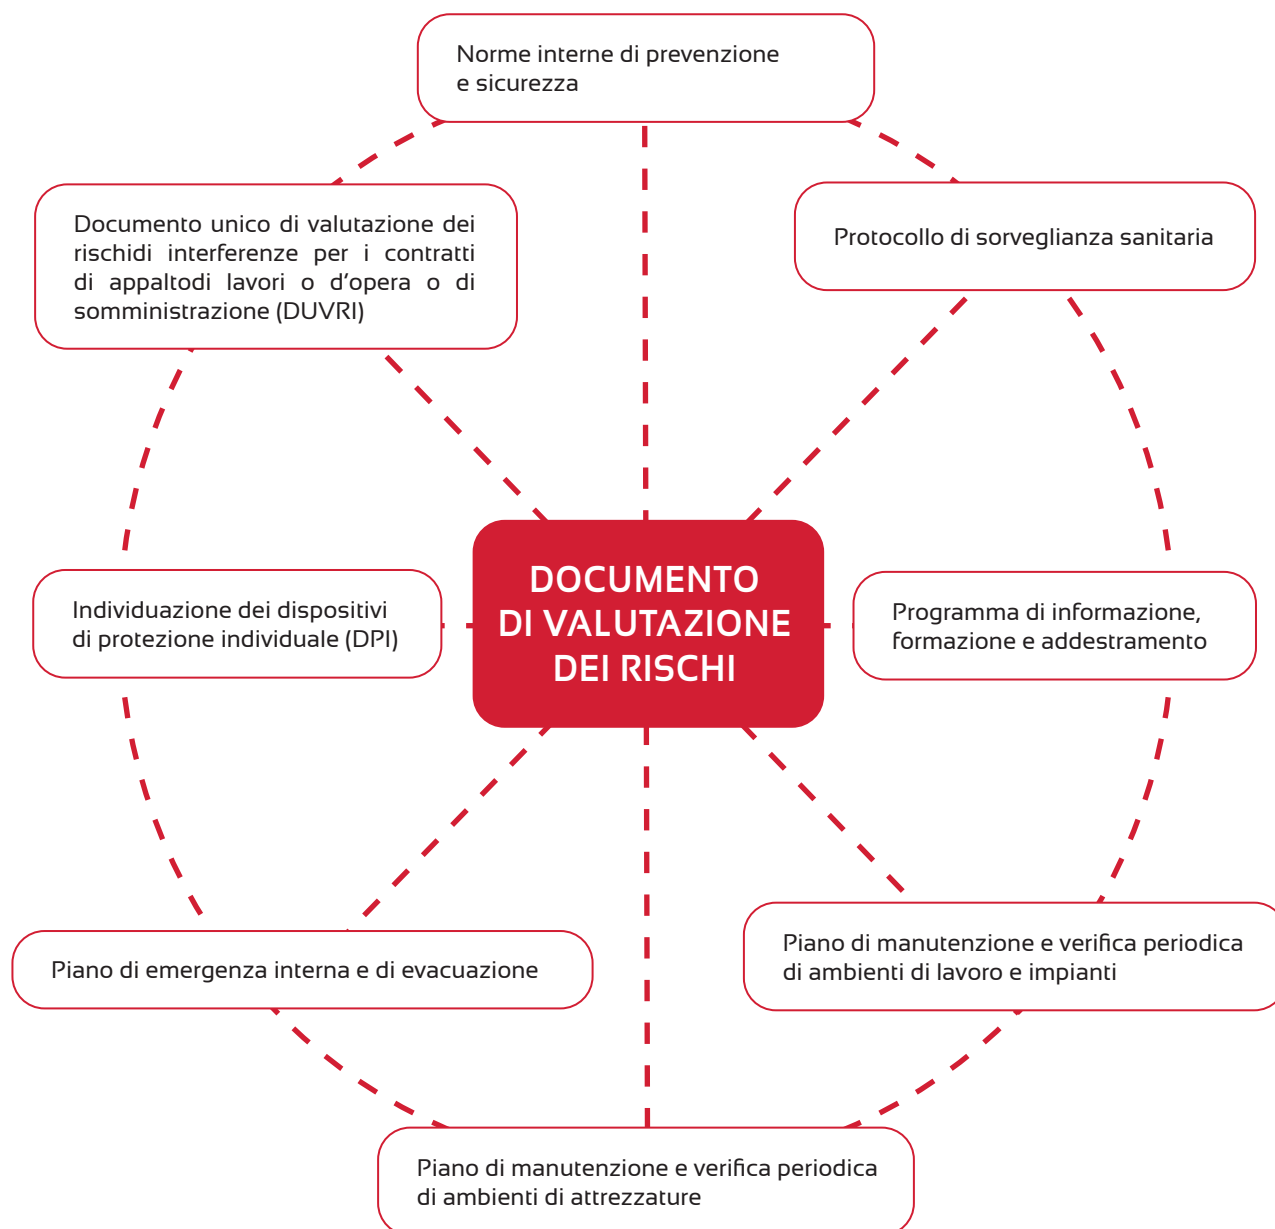 Norme interne di prevenzione
e sicurezza
Documento unico di valutazione dei
rischidi interferenze per i contratti
di appaltodi lavori o d'opera o di
somministrazione (DUVRI)
Protocollo di sorveglianza sanitaria
DOCUMENTO
DI VALUTAZIONE
DEI RISCHI
Individuazione dei dispositivi
di protezione individuale (DPI)
Programma di informazione,
formazione e addestramento
Piano di emergenza interna e di evacuazione
Piano di manutenzione e verifica periodica
di ambienti di lavoro e impianti
Piano di manutenzione e verifica periodica
di ambienti di attrezzature